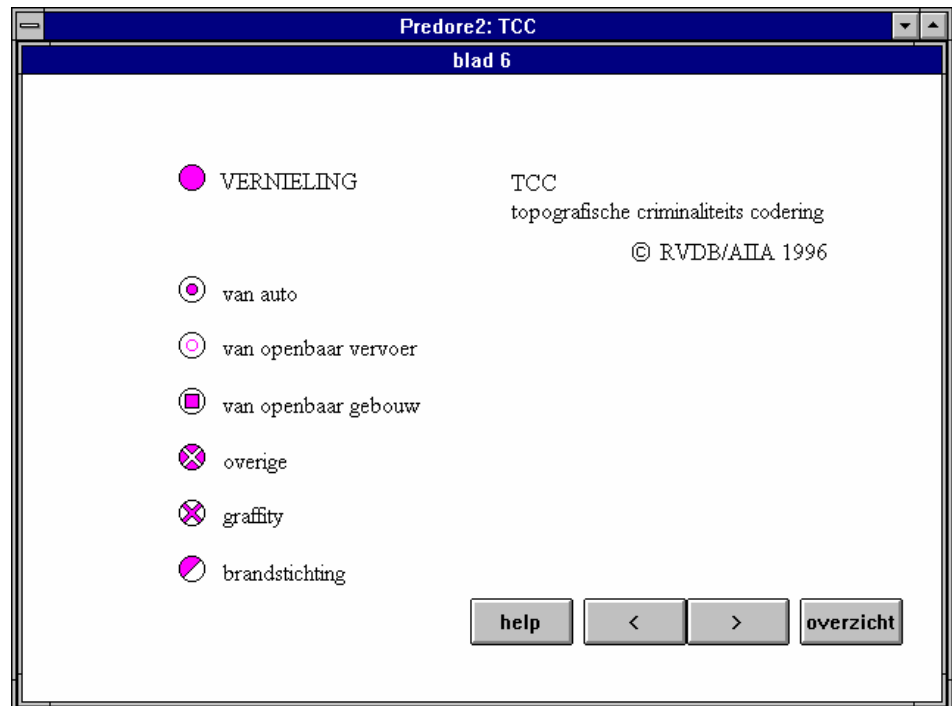 Predore2: TCC
blad 6
VERNIELING
TCC
topografische criminaliteits codering
© RVDB/AIIA 1996
van auto
van openbaar vervoer
van openbaar gebouw
overige
graffity
brandstichting
help
<
>
overzicht